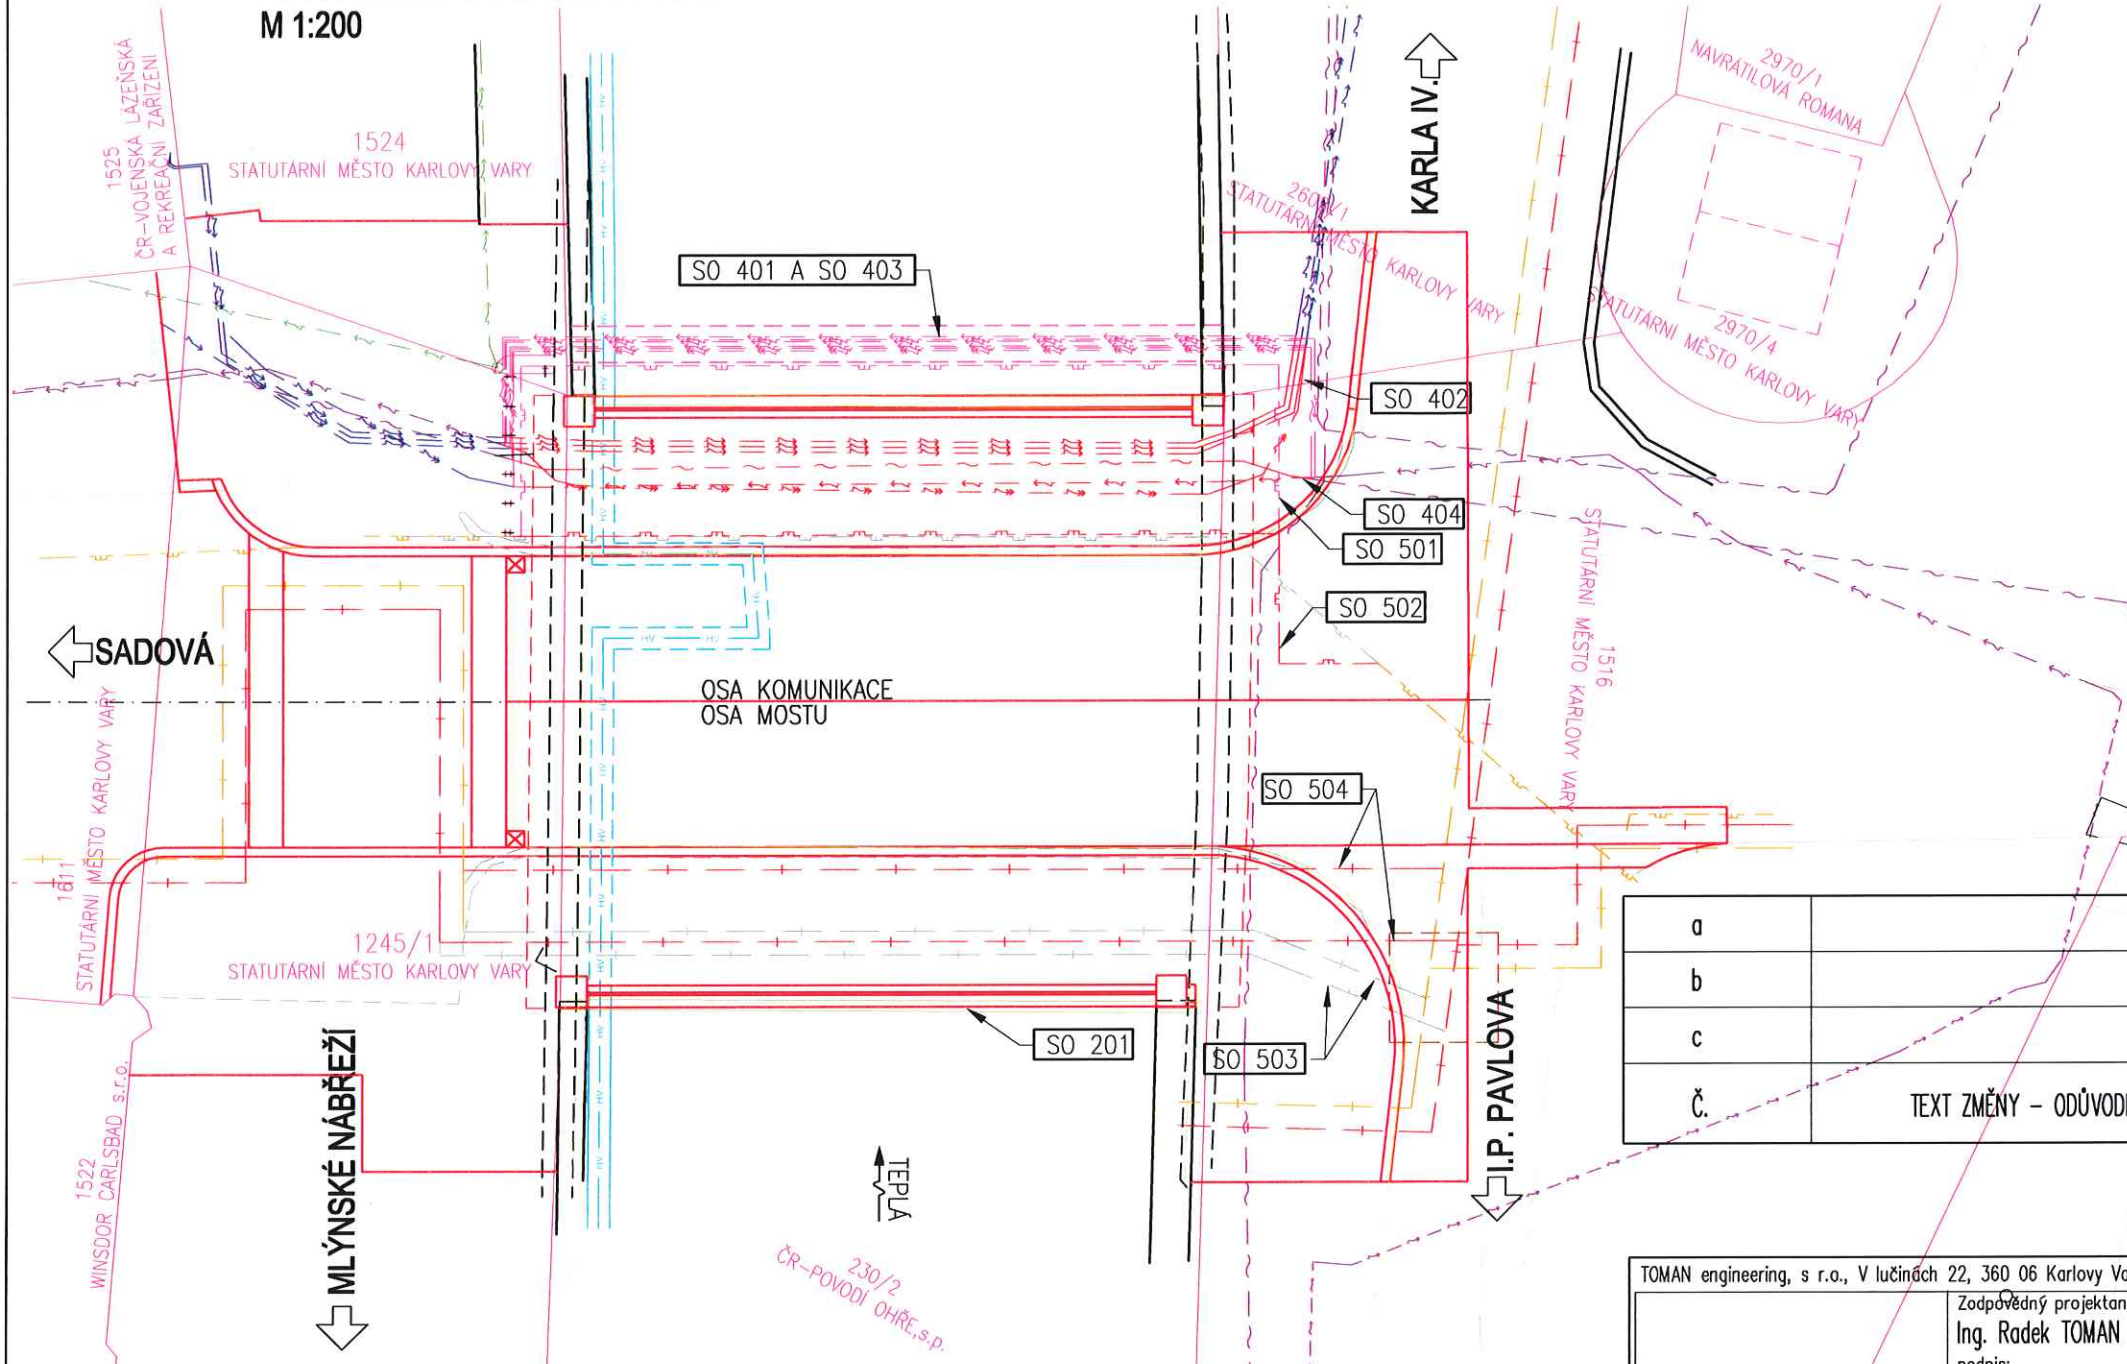 M 1:200
1525
ČR-VOJENSKÁ LÁZEŇSKÁ
A REKREAČNÍ ZAŘÍZENÍ
1524
STATUTÁRNÍ MĚSTO KARLOVY VARY
KARLA IV.
2970/1
NAVRÁTILOVÁ ROMANA
STATUTÁRNÍ MĚSTO KARLOVY VARY
SO 401 A SO 403
2970/4
STATUTÁRNÍ MĚSTO KARLOVY VARY
SO 402
SO 404
SO 501
SO 502
1516
STATUTÁRNÍ MĚSTO KARLOVY VARY
SADOVÁ
OSA KOMUNIKACE
OSA MOSTU
SO 504
1611
STATUTÁRNÍ MĚSTO KARLOVY VARY
1245/1
STATUTÁRNÍ MĚSTO KARLOVY VARY
SO 201
SO 503
I.P. PAVLOVA
MLÝNSKÉ NÁBŘEŽÍ
1522
WINSDOR CARLSBAD s.r.o.
TEPLÁ
230/2
ČR-POVODÍ OHŘE,s.p.
a
b
c
Č.
TEXT ZMĚNY - ODŮVOD
TOMAN engineering, s r.o., V lučinách 22, 360 06 Karlovy Va
Zodpovědný projektan
Ing. Radek TOMAN